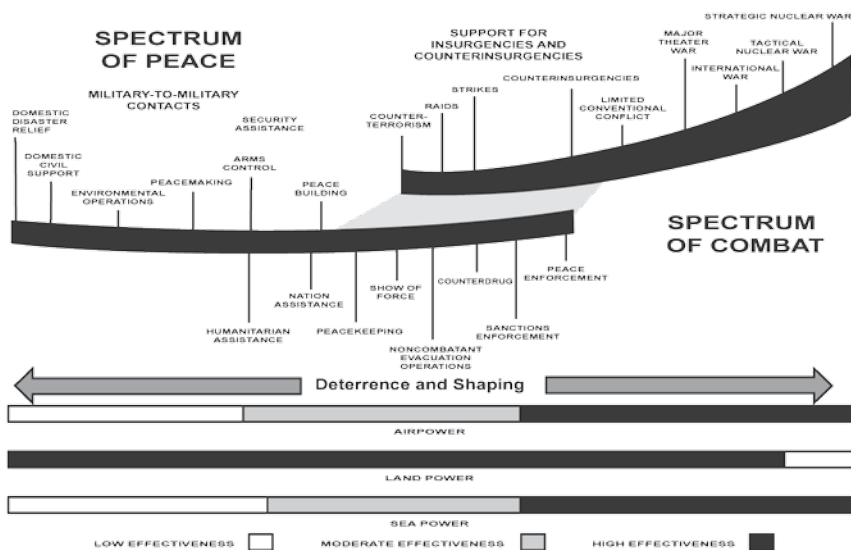 STRATEGIC NUCLEAR WAR
SPECTRUM
OF PEACE
SUPPORT FOR
INSURGENCIES AND
COUNTERINSURGENCIES
MAJOR
THEATER
WAR
TACTICAL
NUCLEAR WAR
MILITARY-TO-MILITARY
CONTACTS
COUNTERINSURGENCIES
INTERNATIONAL
WAR
STRIKES
RAIDS
DOMESTIC
DISASTER
RELIEF
SECURITY
ASSISTANCE
COUNTER-
TERRORISM
LIMITED
CONVENTIONAL
CONFLICT
DOMESTIC
CIVIL
SUPPORT
ENVIRONMENTAL
OPERATIONS
PEACEMAKING
ARMS
CONTROL
PEACE
BUILDING
SPECTRUM
OF COMBAT
HUMANITARIAN
ASSISTANCE
NATION
ASSISTANCE
PEACEKEEPING
SHOW OF
FORCE
NONCOMBATANT
EVACUATION
OPERATIONS
COUNTERDRUG
SANCTIONS
ENFORCEMENT
PEACE
ENFORCEMENT
Deterrence and Shaping
AIRPOWER
LAND POWER
SEA POWER
LOW EFFECTIVENESS
MODERATE EFFECTIVENESS
HIGH EFFECTIVENESS